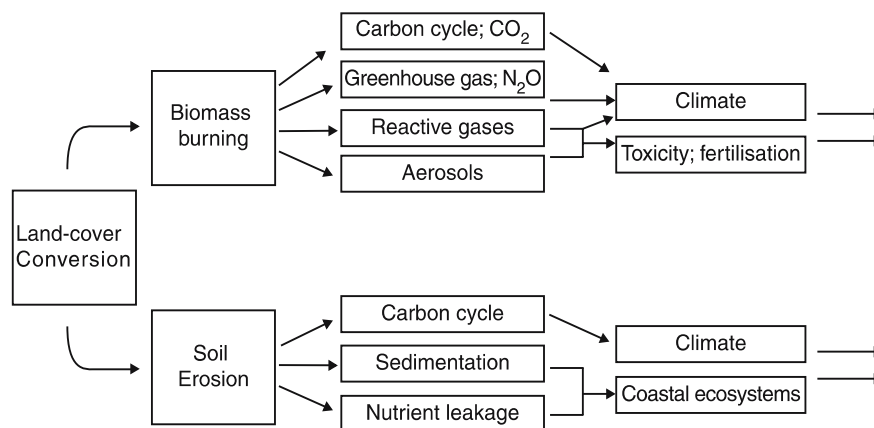 Carbon cycle; CO₂
Greenhouse gas; N₂O
Biomass
burning
Reactive gases
Aerosols
Climate
Toxicity; fertilisation
Land-cover
Conversion
Soil
Erosion
Carbon cycle
Sedimentation
Nutrient leakage
Climate
Coastal ecosystems